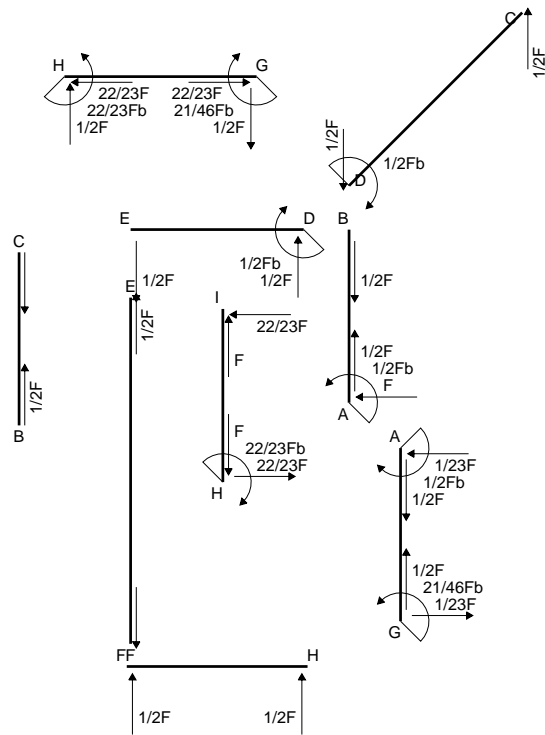 C
1/2F
H
G
22/23F
22/23F
22/23Fb
21/46Fb
1/2F
1/2F
1/2F
1/2Fb
D
E
D
B
C
1/2Fb
1/2F
1/2F
1/2F
E
1/2F
I
22/23F
1/2F
1/2Fb
F
F
A
1/2F
B
F
22/23Fb
22/23F
H
A
1/23F
1/2Fb
1/2F
1/2F
21/46Fb
1/23F
G
FF
H
1/2F
1/2F